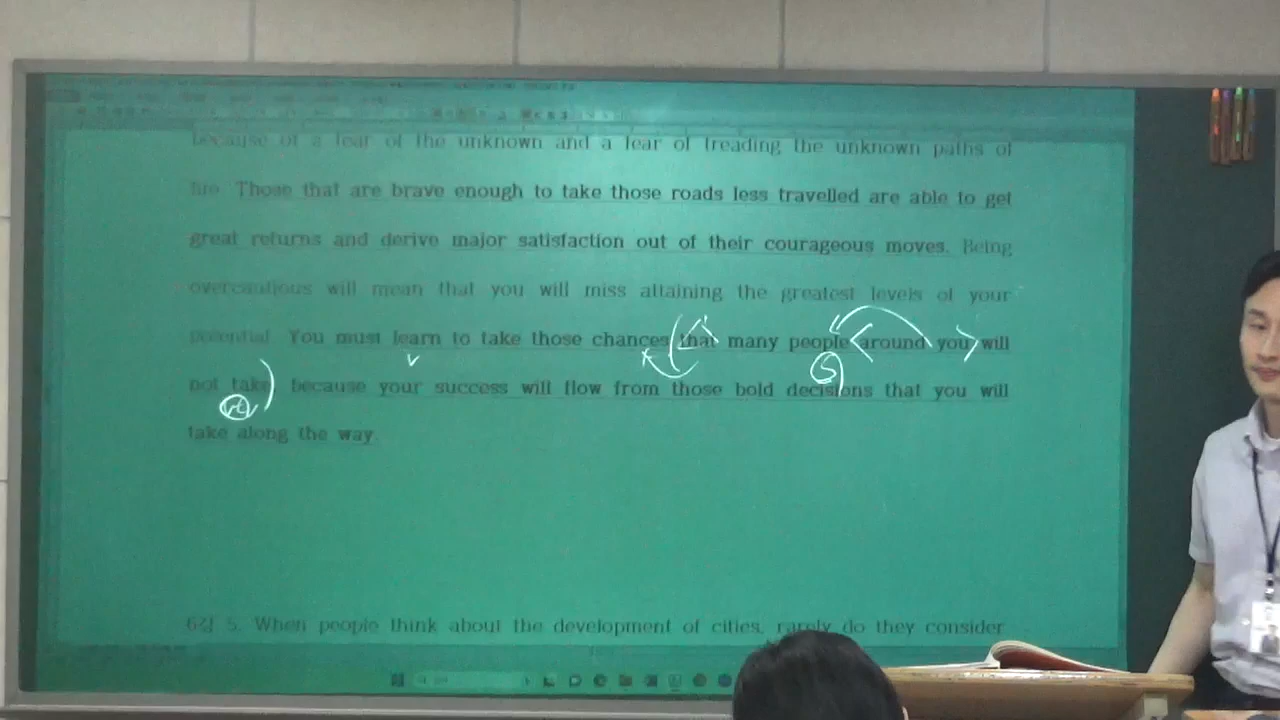 because of a fear of the unknown and a fear of treading the unknown paths of
life. Those that are brave enough to take those roads less travelled are able to get
great returns and derive major satisfaction out of their courageous moves. Being
overcautious will mean that you will miss attaining the greatest levels of your
potential. You must learn to take those chances that many people around you will
not take because your success will flow from those bold decisions that you will
take along the way.
V
S
vt
6강 5. When people think about the development of cities, rarely do they consider